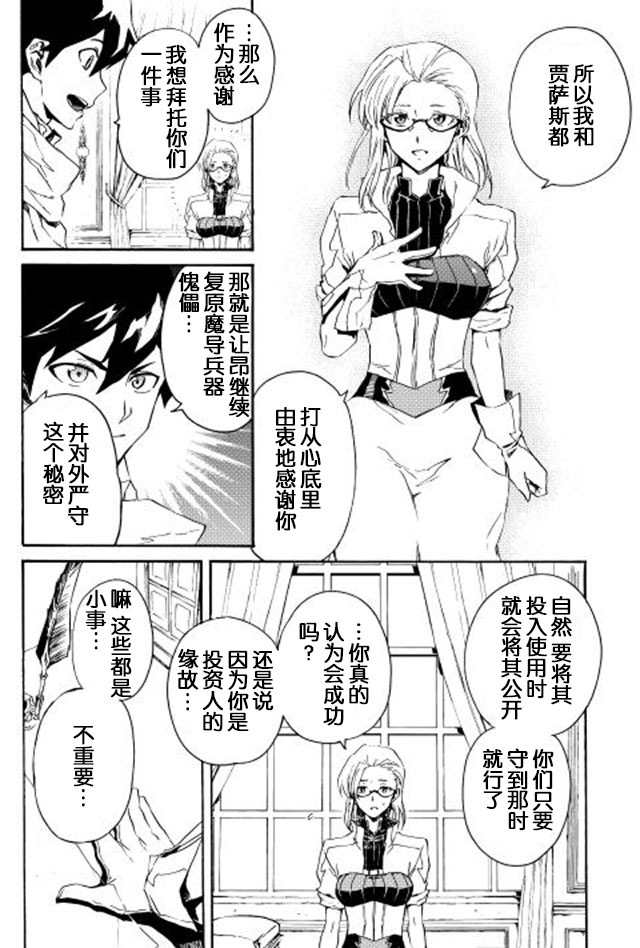 所以我和
贾萨斯都
打从心底里
由衷地感谢你
…那么
作为感谢
我想拜托你们
一件事
那就是让昂继续
复原魔导兵器
傀儡…
并对外严守
这个秘密
自然 要将其
投入使用时
就会将其公开
你们只要
守到那时
就行了
…你真的
认为会成功
吗？
还是说
因为你是
投资人的
缘故…
嘛 这些都是
小事…
不重要…